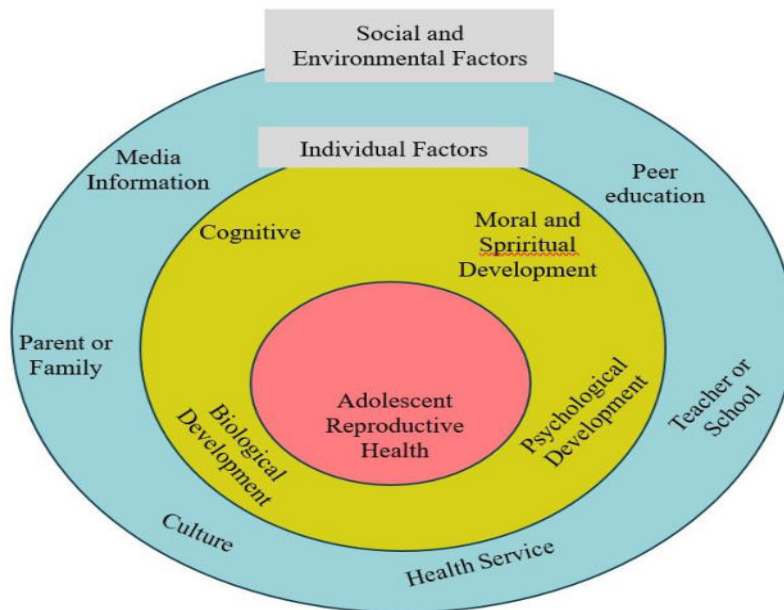 Social and
Environmental Factors
Individual Factors
Media
Information
Peer
education
Cognitive
Moral and
Spriritual
Development
Parent or
Family
Teacher or
School
Biological
Development
Psychological
Development
Adolescent
Reproductive
Health
Culture
Health Service